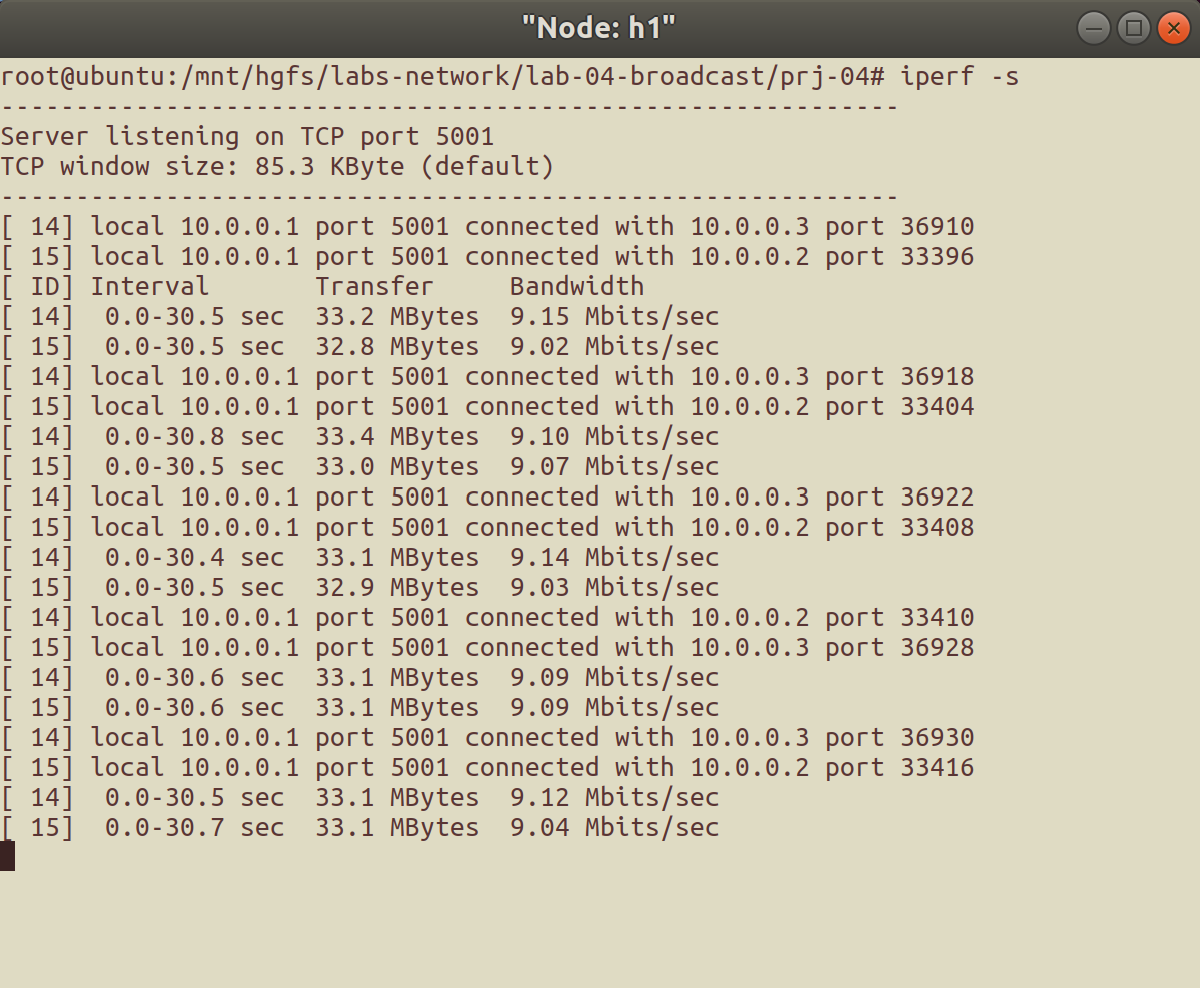 "Node: h1"
root@ubuntu:/mnt/hgfs/labs-network/lab-04-broadcast/prj-04# iperf -s
------------------------------------------------------------
Server listening on TCP port 5001
TCP window size: 85.3 KByte (default)
------------------------------------------------------------
[ 14] local 10.0.0.1 port 5001 connected with 10.0.0.3 port 36910
[ 15] local 10.0.0.1 port 5001 connected with 10.0.0.2 port 33396
[ ID] Interval       Transfer     Bandwidth
[ 14]  0.0-30.5 sec  33.2 MBytes  9.15 Mbits/sec
[ 15]  0.0-30.5 sec  32.8 MBytes  9.02 Mbits/sec
[ 14] local 10.0.0.1 port 5001 connected with 10.0.0.3 port 36918
[ 15] local 10.0.0.1 port 5001 connected with 10.0.0.2 port 33404
[ 14]  0.0-30.8 sec  33.4 MBytes  9.10 Mbits/sec
[ 15]  0.0-30.5 sec  33.0 MBytes  9.07 Mbits/sec
[ 14] local 10.0.0.1 port 5001 connected with 10.0.0.3 port 36922
[ 15] local 10.0.0.1 port 5001 connected with 10.0.0.2 port 33408
[ 14]  0.0-30.4 sec  33.1 MBytes  9.14 Mbits/sec
[ 15]  0.0-30.5 sec  32.9 MBytes  9.03 Mbits/sec
[ 14] local 10.0.0.1 port 5001 connected with 10.0.0.2 port 33410
[ 15] local 10.0.0.1 port 5001 connected with 10.0.0.3 port 36928
[ 14]  0.0-30.6 sec  33.1 MBytes  9.09 Mbits/sec
[ 15]  0.0-30.6 sec  33.1 MBytes  9.09 Mbits/sec
[ 14] local 10.0.0.1 port 5001 connected with 10.0.0.3 port 36930
[ 15] local 10.0.0.1 port 5001 connected with 10.0.0.2 port 33416
[ 14]  0.0-30.5 sec  33.1 MBytes  9.12 Mbits/sec
[ 15]  0.0-30.7 sec  33.1 MBytes  9.04 Mbits/sec